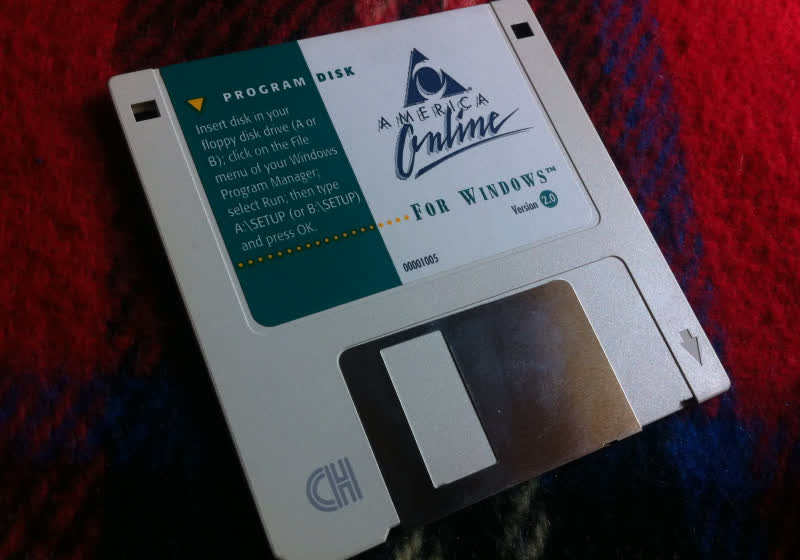 PROGRAM DISK
Insert disk in your
floppy disk drive (A or
B); click on the File
menu of your Windows
Program Manager;
select Run; then type
A:\SETUP (or B:\SETUP)
and press OK.
AMERICA
Online
FOR WINDOWS™
Version 2.0
00001005
CH